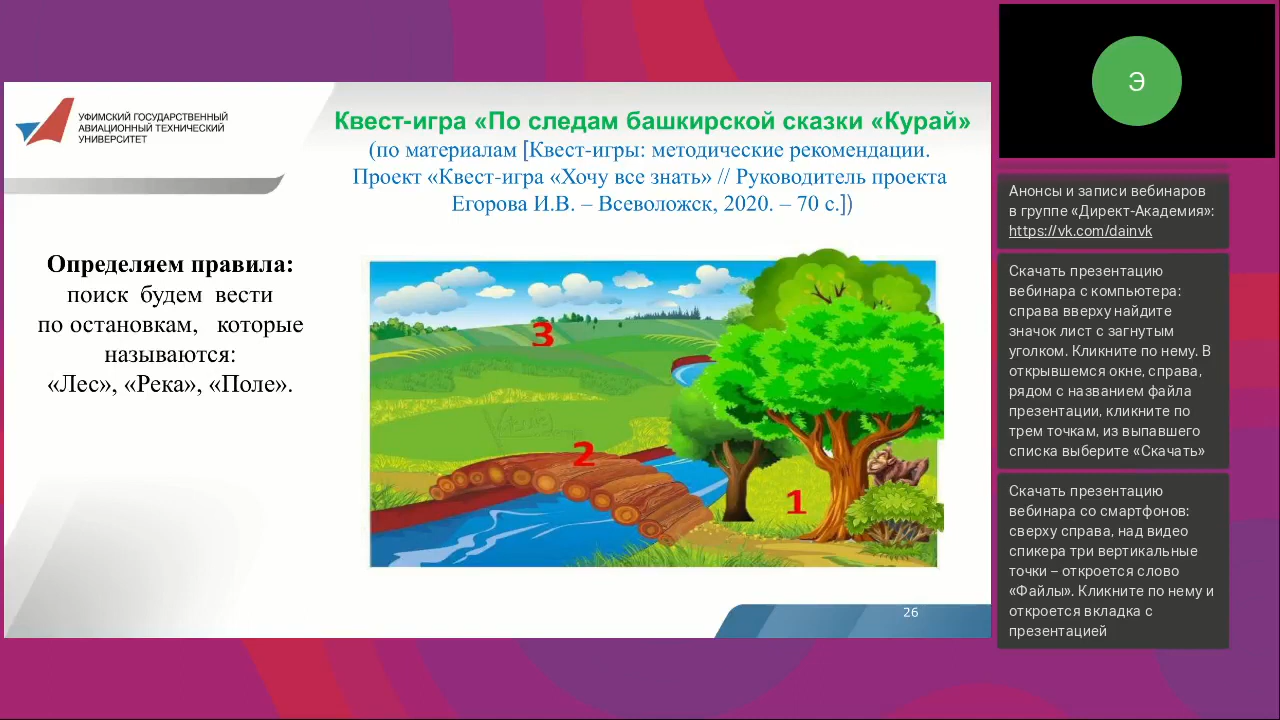 УФИМСКИЙ ГОСУДАРСТВЕННЫЙ
АВИАЦИОННЫЙ ТЕХНИЧЕСКИЙ
УНИВЕРСИТЕТ
Квест-игра «По следам башкирской сказки «Курай»
(по материалам [Квест-игры: методические рекомендации.
Проект «Квест-игра «Хочу все знать» // Руководитель проекта
Егорова И.В. – Всеволожск, 2020. – 70 с.])
Определяем правила:
поиск будем вести
по остановкам, которые
называются:
«Лес», «Река», «Поле».
3
2
1
26
Э
Анонсы и записи вебинаров
в группе «Директ-Академия»:
https://vk.com/dainvk
Скачать презентацию
вебинара с компьютера:
справа вверху найдите
значок лист с загнутым
уголком. Кликните по нему. В
открывшемся окне, справа,
рядом с названием файла
презентации, кликните по
трем точкам, из выпавшего
списка выберите «Скачать»
Скачать презентацию
вебинара со смартфонов:
сверху справа, над видео
спикера три вертикальные
точки – откроется слово
«Файлы». Кликните по нему и
откроется вкладка с
презентацией